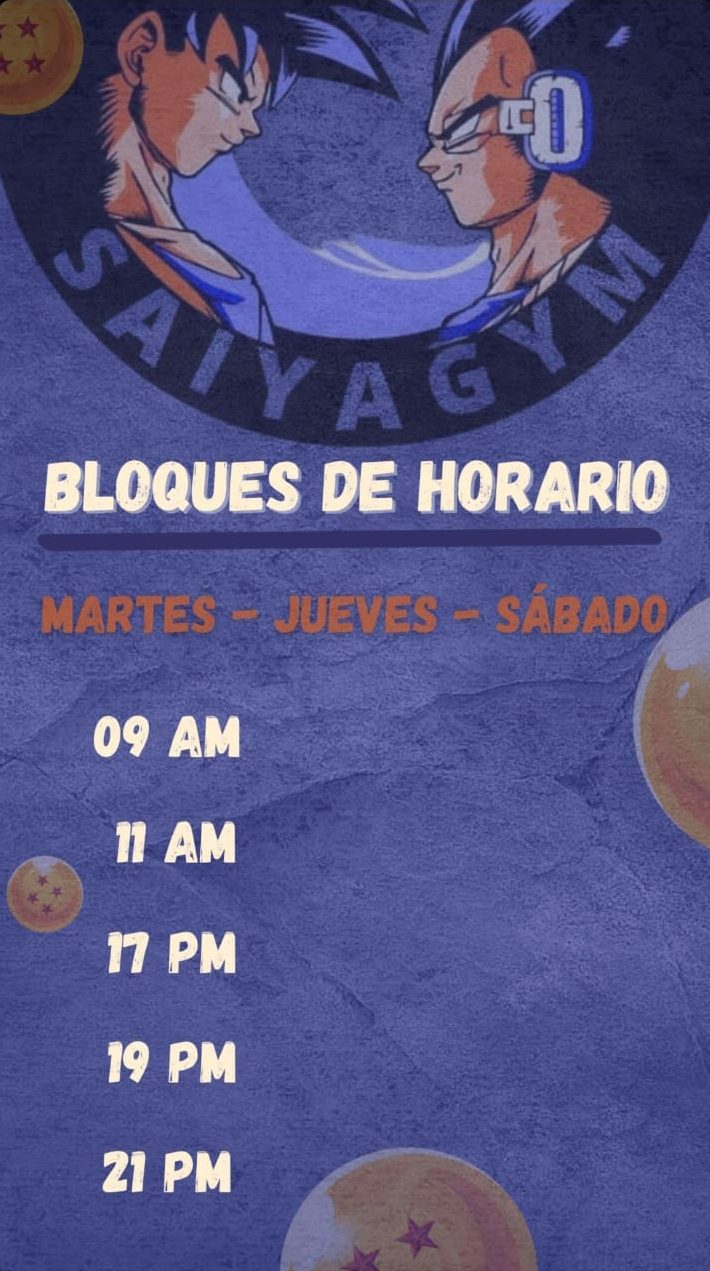 SAIYAGYM
BLOQUES DE HORARIO
MARTES - JUEVES - SÁBADO
09 AM
11 AM
17 PM
19 PM
21 PM